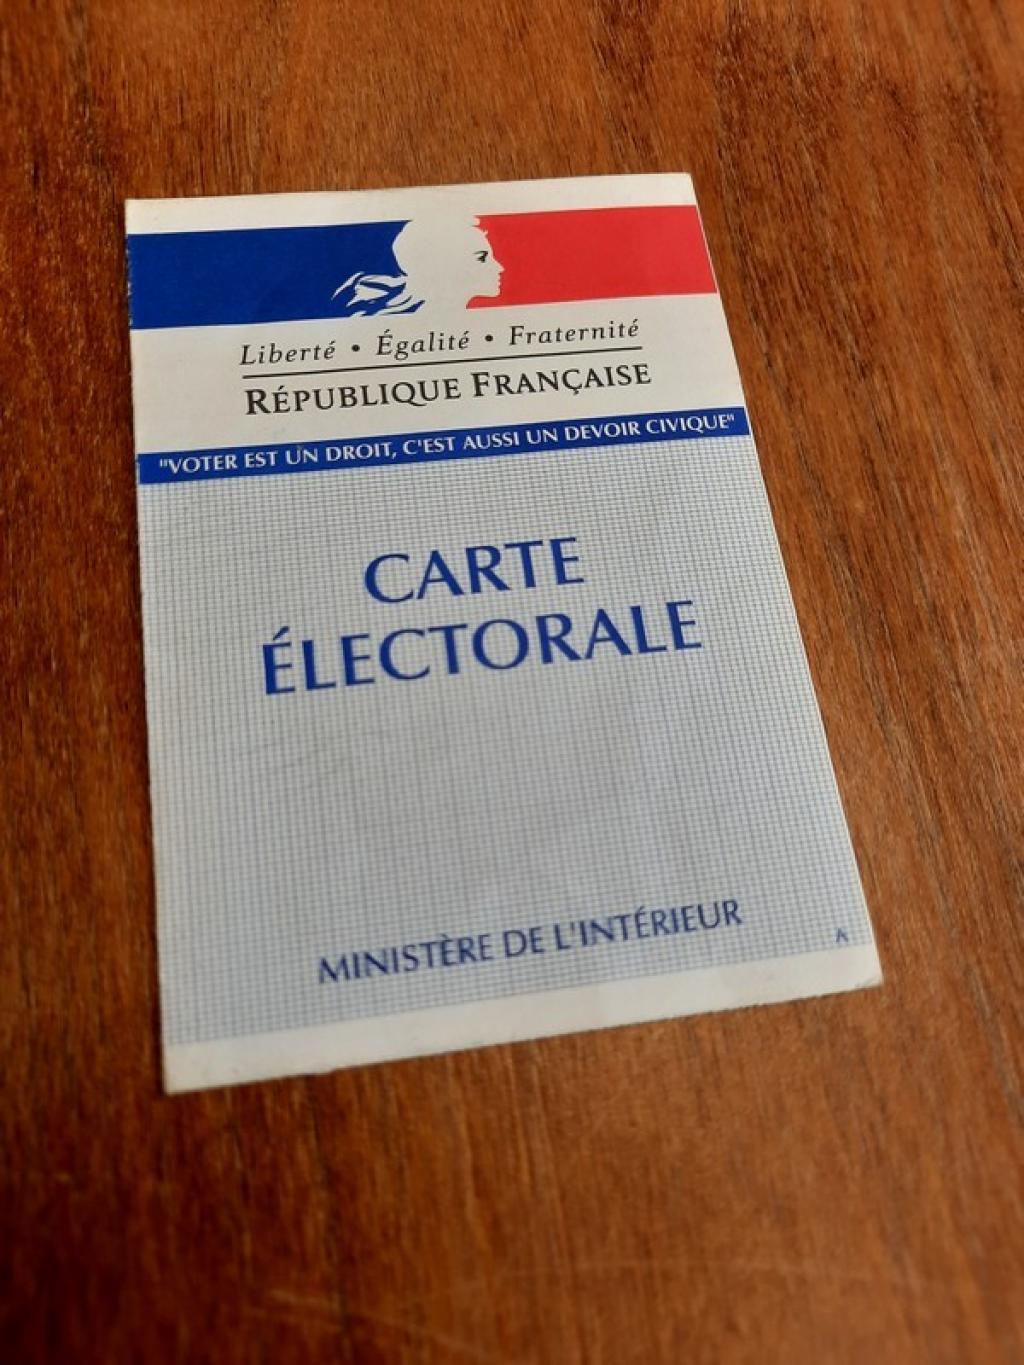 Liberté • Égalité • Fraternité
RÉPUBLIQUE FRANÇAISE
"VOTER EST UN DROIT, C'EST AUSSI UN DEVOIR CIVIQUE"
CARTE
ÉLECTORALE
MINISTÈRE DE L'INTÉRIEUR
A